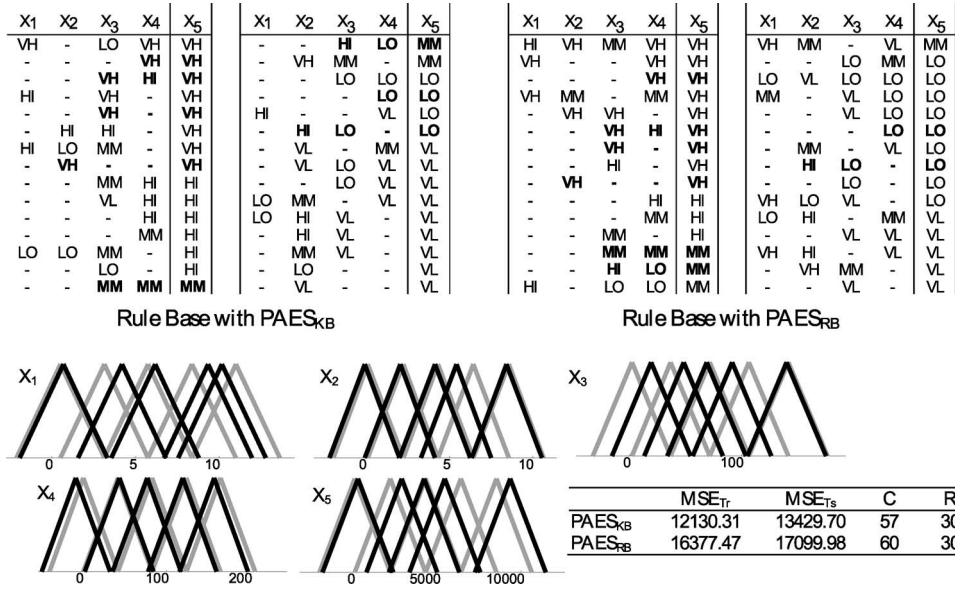 X1 X2 X3 X4 X5
VH - LO VH VH
- - - VH VH
- - VH HI VH
HI - VH - VH
- - VH - VH
- HI HI - VH
HI LO MM - VH
- VH - - VH
- - MM HI HI
- - VL HI HI
- - - HI HI
- - - MM HI
LO LO MM - HI
- - LO - HI
- - MM MM MM
X1 X2 X3 X4 X5
- - HI LO MM
- VH MM - MM
- - LO LO LO
- - - LO LO
HI - - VL LO
- HI LO - LO
- VL - MM VL
- VL LO VL VL
- - LO VL VL
LO MM - VL VL
LO HI VL - VL
- HI VL - VL
- MM VL - VL
- LO - - VL
- VL - - VL
Rule Base with PAESKB
X1 X2 X3 X4 X5
HI VH MM VH VH
VH - - VH VH
- - - VH VH
VH MM - MM VH
- VH VH - VH
- - VH HI VH
- - VH - VH
- - HI - VH
- VH - - VH
- - - HI HI
- - - MM HI
- - MM - HI
- - MM MM MM
- - HI LO MM
HI - LO LO MM
X1 X2 X3 X4 X5
VH MM - VL MM
- - LO MM LO
LO VL LO LO LO
MM - VL LO LO
- - VL LO LO
- - - LO LO
- MM - VL LO
- HI LO - LO
- - LO - LO
VH LO VL - LO
LO HI - MM VL
- - VL VL VL
VH HI - - VL
- VH MM - VL
- - VL - VL
Rule Base with PAESRB
X1
0 5 10
X2
0 5 10
X3
0 100
X4
0 100 200
X5
0 5000 10000
MSETr MSETs C R
PAESKB 12130.31 13429.70 57 30
PAESRB 16377.47 17099.98 60 30